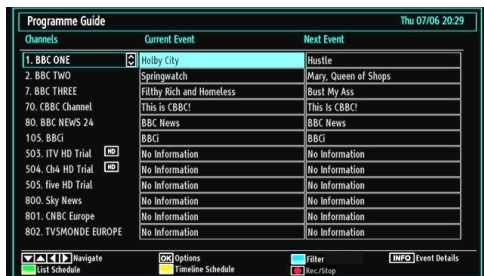 Programme Guide Thu 07/06 20:29
Channels Current Event Next Event
1. BBC ONE Holby City Hustle
2. BBC TWO Springwatch Mary, Queen of Shops
7. BBC THREE Filthy Rich and Homeless Bust My Ass
70. CBBC Channel This is CBBC! This Is CBBC!
80. BBC NEWS 24 BBC News BBC News
105. BBCi BBCi BBCi
503. ITV HD Trial HD No Information No Information
504. Ch4 HD Trial HD No Information No Information
505. five HD Trial No Information No Information
800. Sky News No Information No Information
801. CNBC Europe No Information No Information
802. TV5MONDE EUROPE No Information No Information
Navigate OK Options Filter INFO Event Details
List Schedule Timeline Schedule Rec/Stop